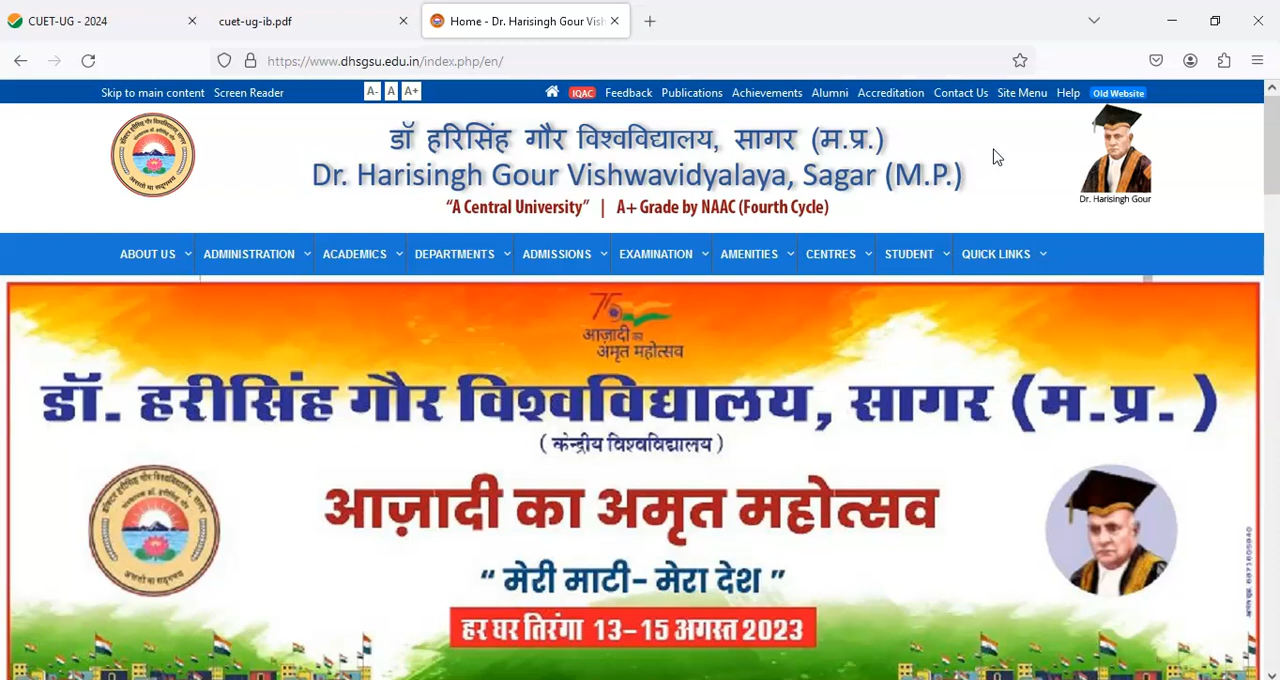 CUET-UG - 2024
cuet-ug-ib.pdf
Home - Dr. Harisingh Gour Vish
https://www.dhsgsu.edu.in/index.php/en/
Skip to main content Screen Reader A- A A+ IQAC Feedback Publications Achievements Alumni Accreditation Contact Us Site Menu Help Old Website
डॉ हरिसिंह गौर विश्वविद्यालय, सागर (म.प्र.)
Dr. Harisingh Gour Vishwavidyalaya, Sagar (M.P.)
“A Central University” | A+ Grade by NAAC (Fourth Cycle)
Dr. Harisingh Gour
ABOUT US ADMINISTRATION ACADEMICS DEPARTMENTS ADMISSIONS EXAMINATION AMENITIES CENTRES STUDENT QUICK LINKS
75
आज़ादी का
अमृत महोत्सव
डॉ. हरीसिंह गौर विश्वविद्यालय, सागर (म.प्र.)
(केन्द्रीय विश्वविद्यालय)
आज़ादी का अमृत महोत्सव
“ मेरी माटी- मेरा देश ”
हर घर तिरंगा 13-15 अगस्त 2023